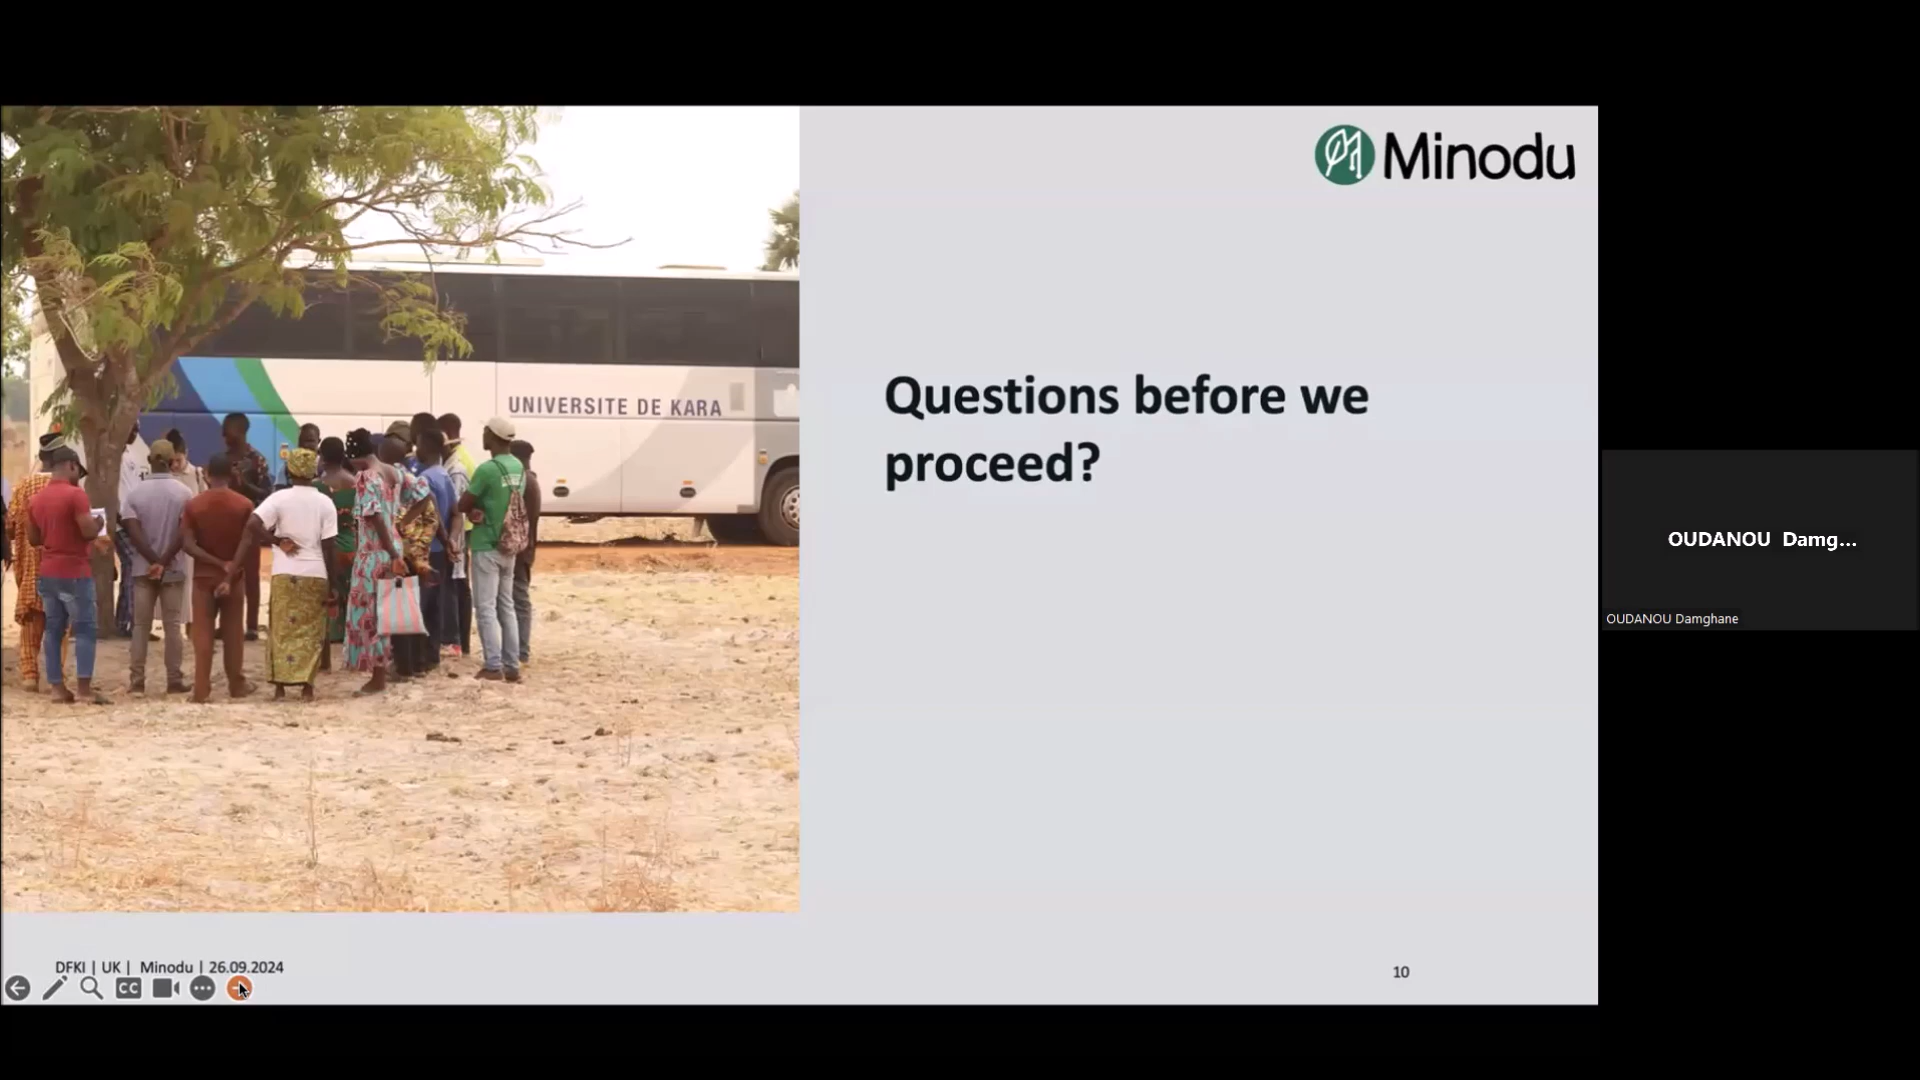 Minodu
UNIVERSITE DE KARA
Questions before we
proceed?
OUDANOU Damg...
OUDANOU Damghane
DFKI | UK | Minodu | 26.09.2024
10
CC